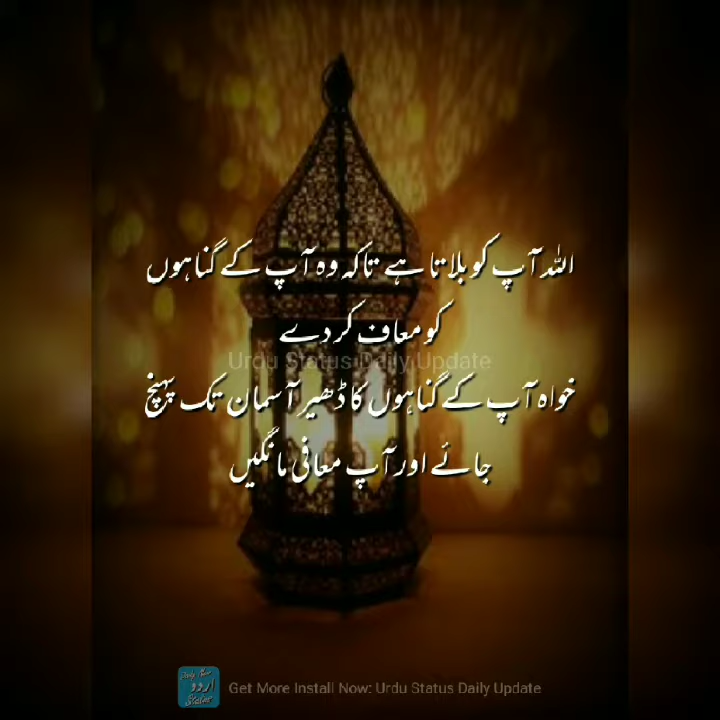 اللہ آپ کو بلاتا ہے تاکہ وہ آپ کے گناہوں
کو معاف کر دے
Urdu Status Daily Update
خواہ آپ کے گناہوں کا ڈھیر آسمان تک پہنچ
جائے اور آپ معافی مانگیں
اردو
Status
Get More Install Now: Urdu Status Daily Update